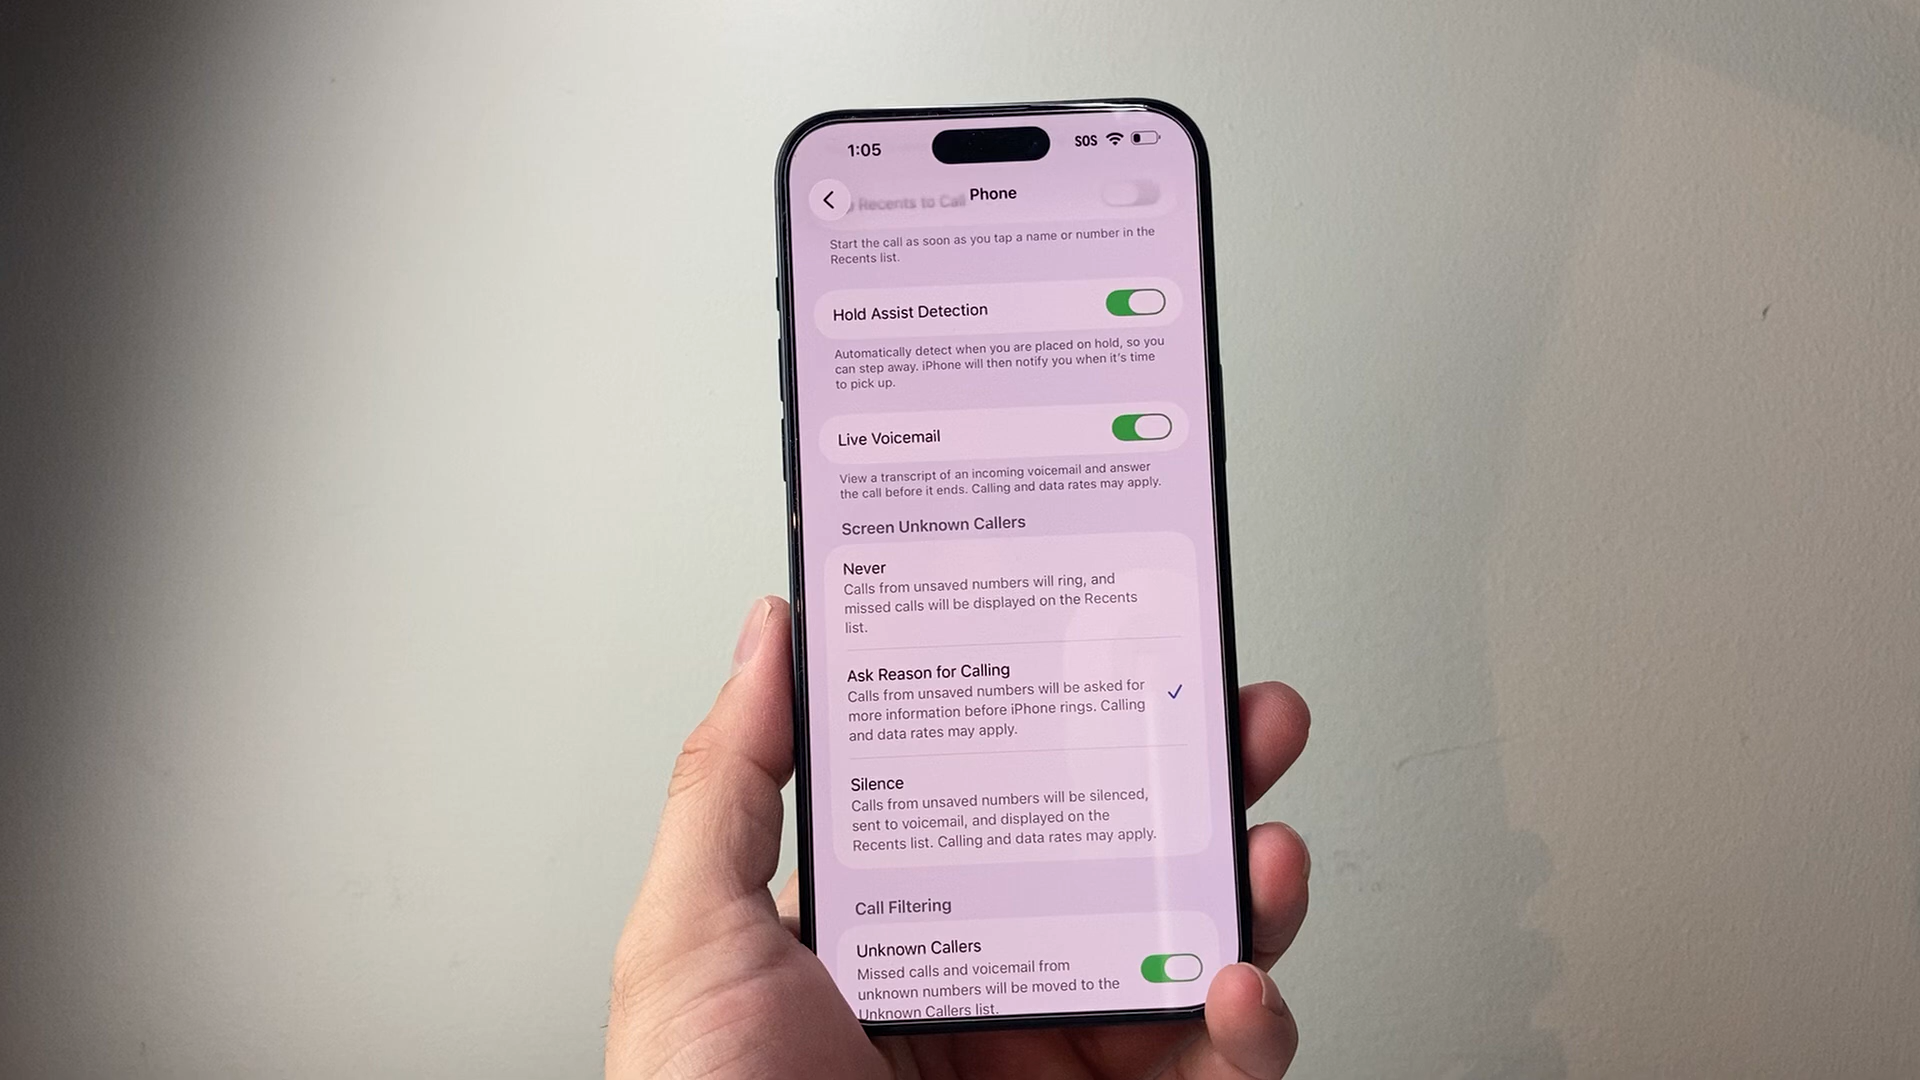 1:05
SOS
Recents to Call
Phone
Start the call as soon as you tap a name or number in the
Recents list.
Hold Assist Detection
Automatically detect when you are placed on hold, so you
can step away. iPhone will then notify you when it's time
to pick up.
Live Voicemail
View a transcript of an incoming voicemail and answer
the call before it ends. Calling and data rates may apply.
Screen Unknown Callers
Never
Calls from unsaved numbers will ring, and
missed calls will be displayed on the Recents
list.
Ask Reason for Calling
Calls from unsaved numbers will be asked for
more information before iPhone rings. Calling
and data rates may apply.
Silence
Calls from unsaved numbers will be silenced,
sent to voicemail, and displayed on the
Recents list. Calling and data rates may apply.
Call Filtering
Unknown Callers
Missed calls and voicemail from
unknown numbers will be moved to the
Unknown Callers list.